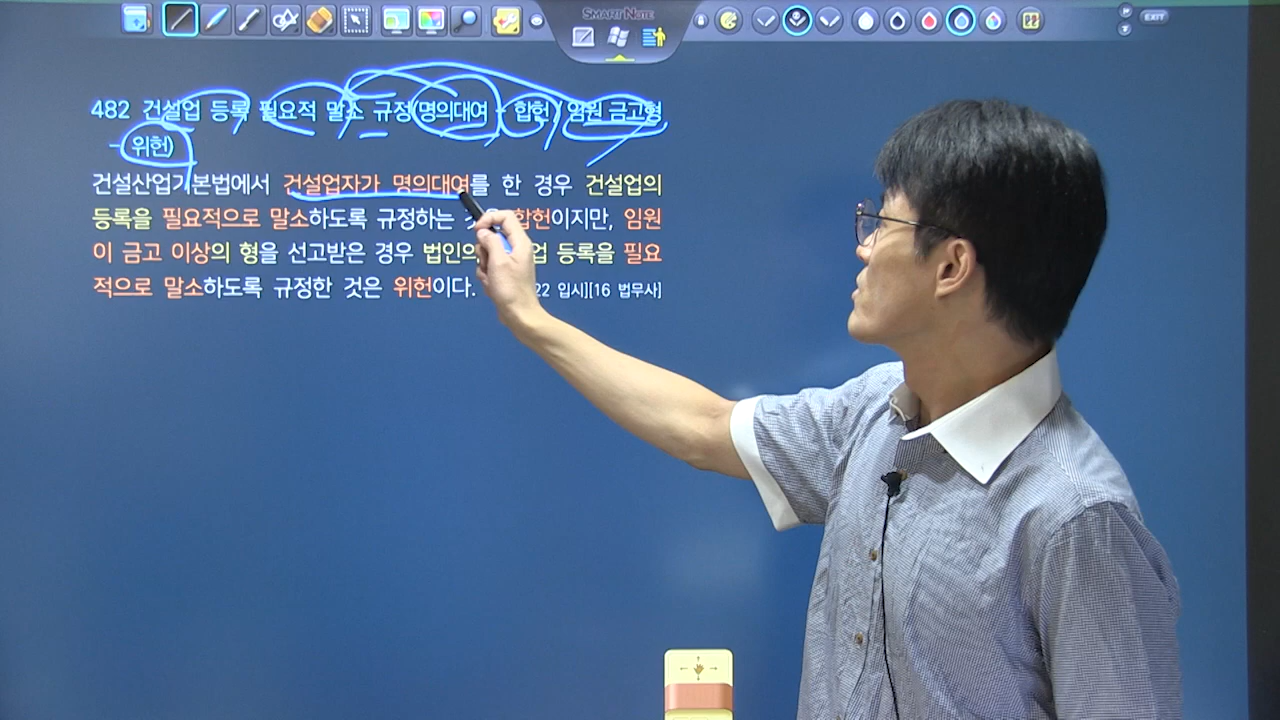 SMARTNOTE
EXIT
482 건설업 등록 필요적 말소 규정(명의대여 - 합헌/ 임원 금고형
- 위헌)
건설산업기본법에서 건설업자가 명의대여를 한 경우 건설업의
등록을 필요적으로 말소하도록 규정하는 합헌이지만, 임원
이 금고 이상의 형을 선고받은 경우 법인의 등록을 필요
적으로 말소하도록 규정한 것은 위헌이다. 22 입시][16 법무사]